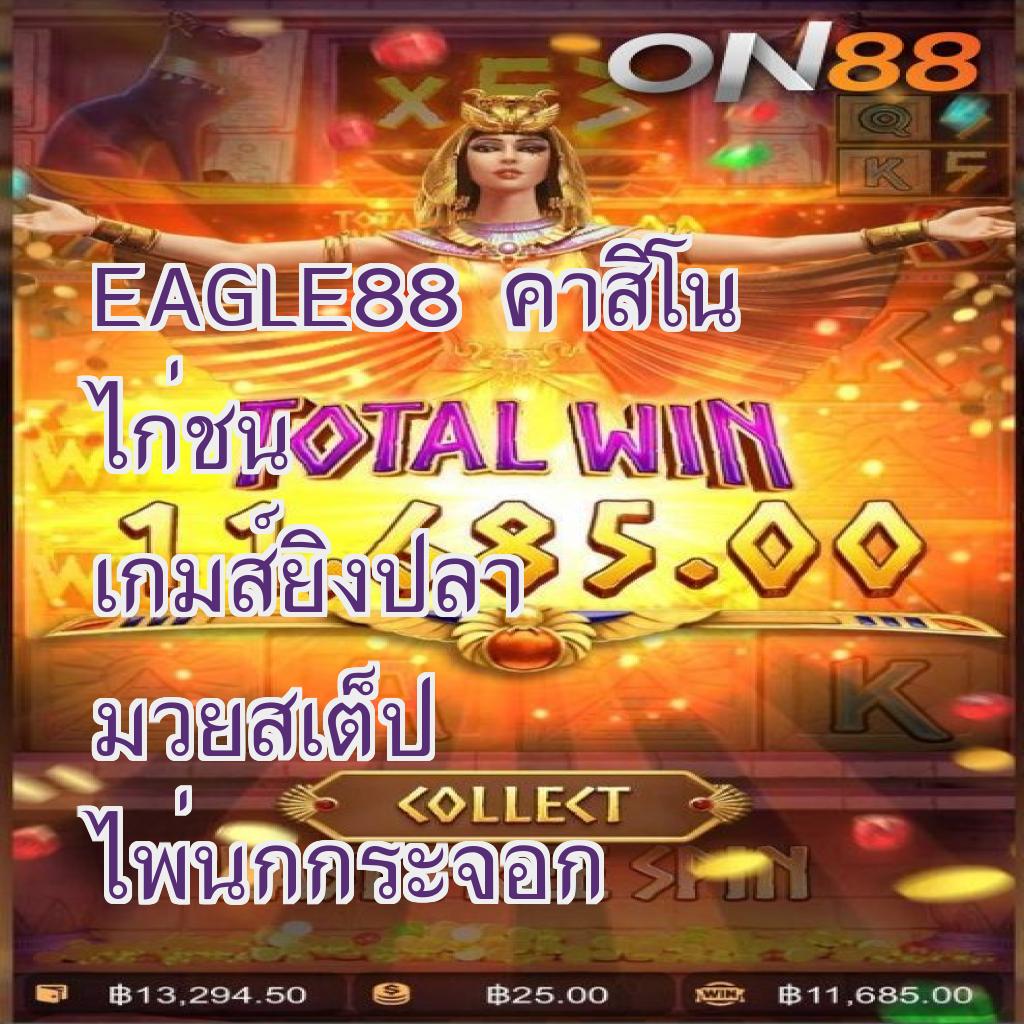 ON88
x53
Q
K 5
EAGLE88 คาสิโน
ไก่ชน
TOTAL WIN
11,685.00
เกมส์ยิงปลา
มวยสเต็ป
K
COLLECT
ไพ่นกกระจอก
SPIN
฿13,294.50 ฿25.00 WIN ฿11,685.00